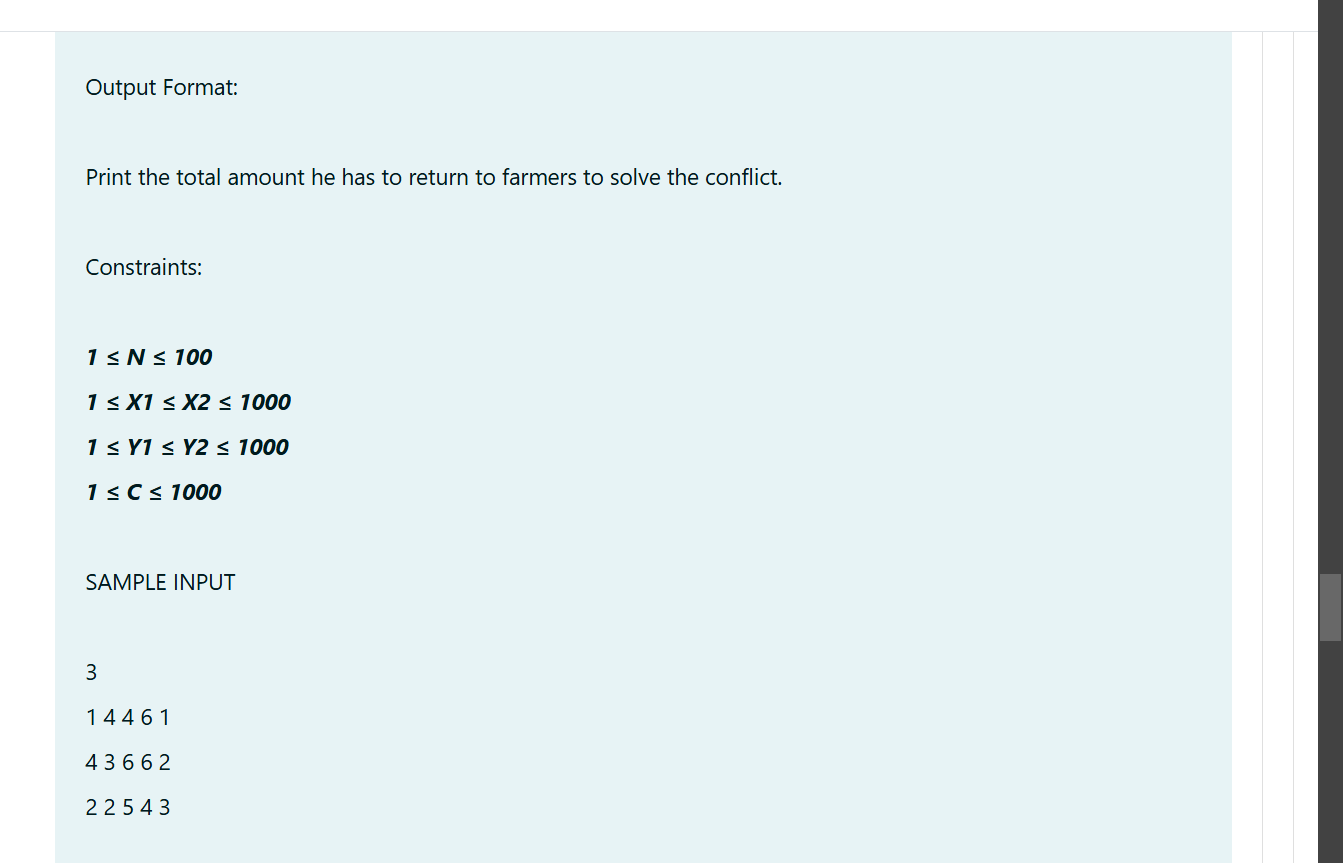 Output Format:
Print the total amount he has to return to farmers to solve the conflict.
Constraints:
1 ≤ N ≤ 100
1 ≤ X1 ≤ X2 ≤ 1000
1 ≤ Y1 ≤ Y2 ≤ 1000
1 ≤ C ≤ 1000
SAMPLE INPUT
3
1 4 4 6 1
4 3 6 6 2
2 2 5 4 3